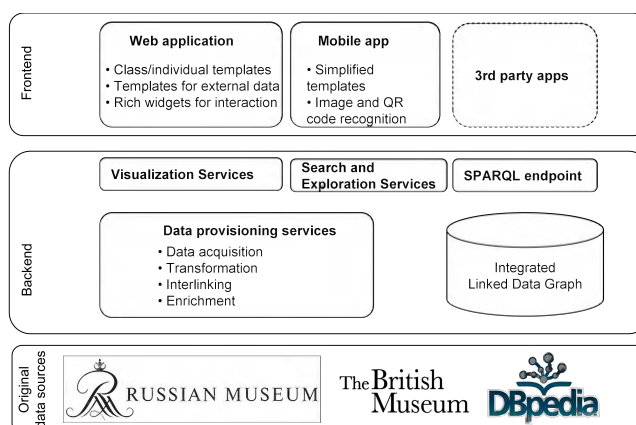 Frontend
Web application
• Class/individual templates
• Templates for external data
• Rich widgets for interaction
Mobile app
• Simplified
templates
• Image and QR
code recognition
3rd party apps
Backend
Visualization Services
Search and
Exploration Services
SPARQL endpoint
Data provisioning services
• Data acquisition
• Transformation
• Interlinking
• Enrichment
Integrated
Linked Data Graph
Original
data sources
RUSSIAN MUSEUM
The British
Museum
DBpedia